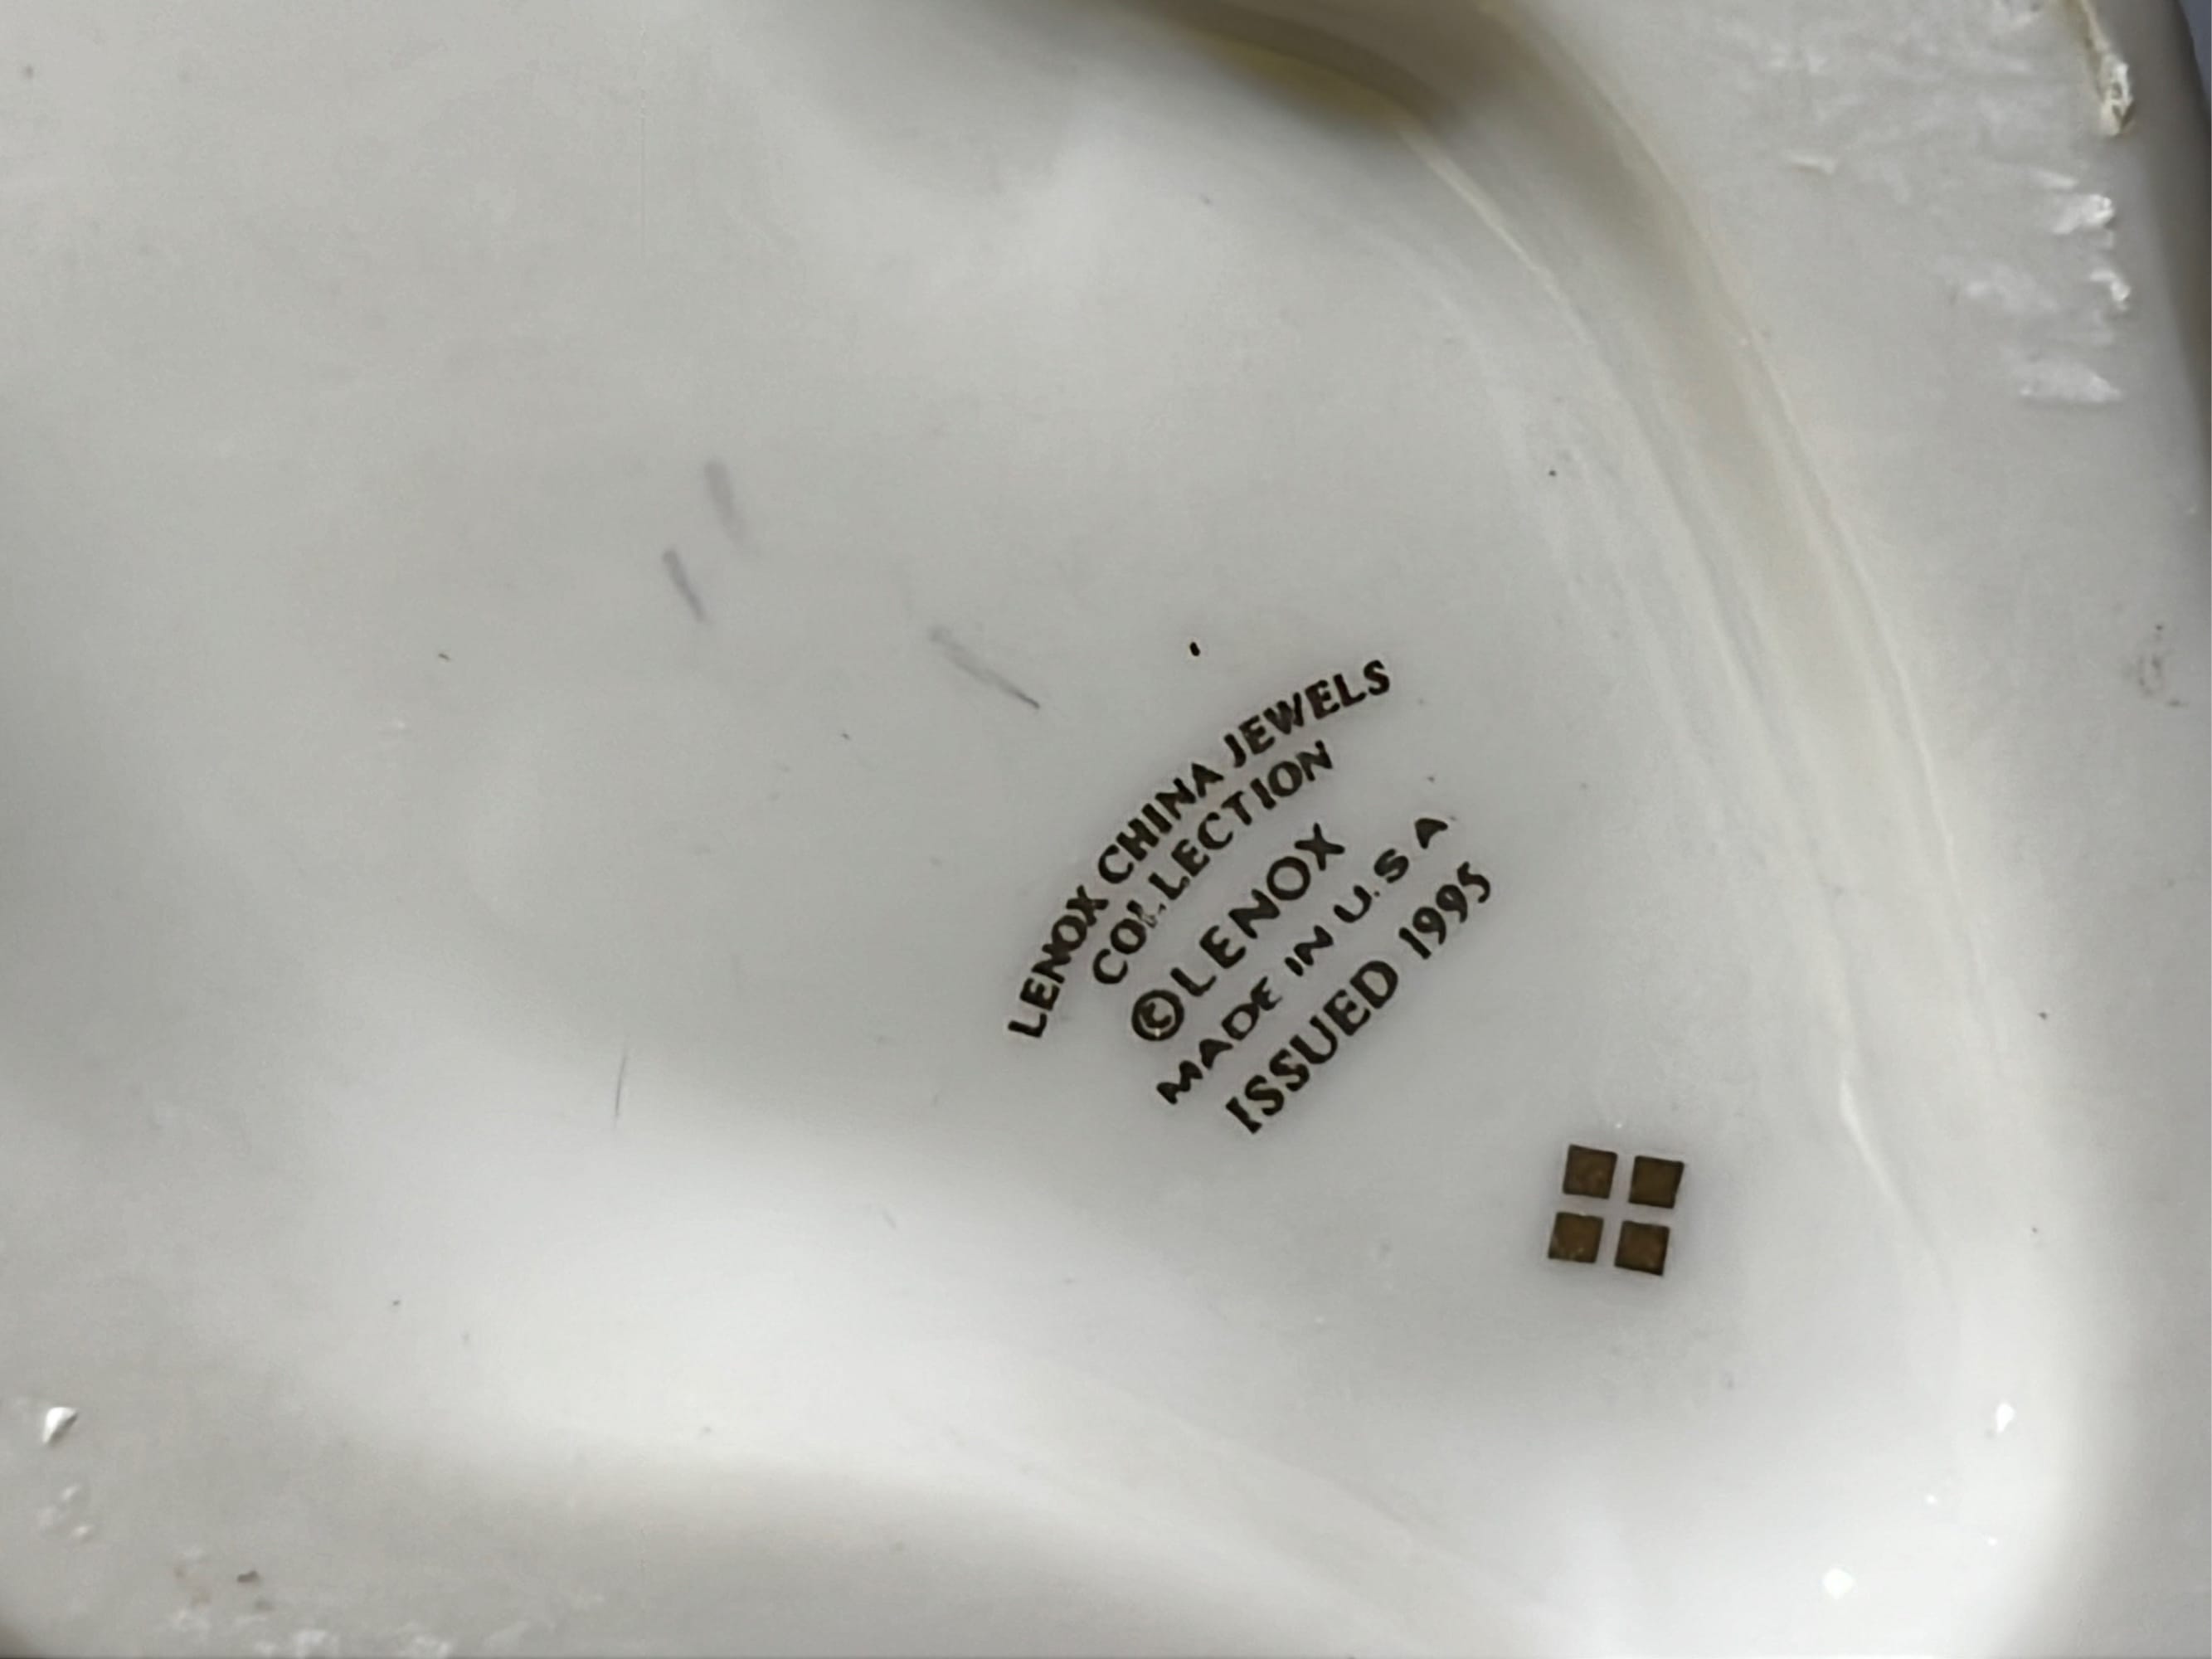 LENOX CHINA JEWELS
COLLECTION
©LENOX
MADE IN U.S.A
ISSUED 1995